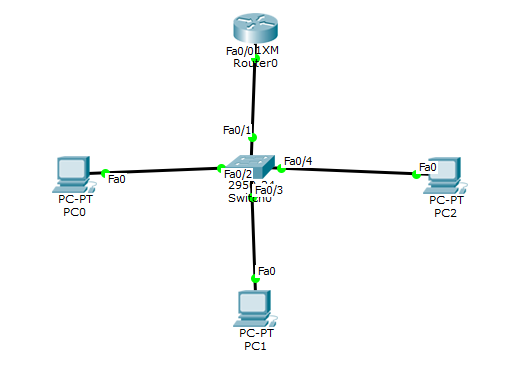 Fa0/0
1XM
Router0
Fa0/1
Fa0/2
Fa0/4
Fa0
PC-PT
PC0
Fa0/3
Fa0
PC-PT
PC2
Fa0
PC-PT
PC1